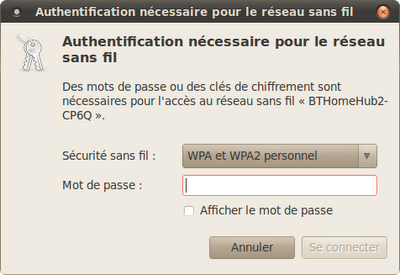 Authentification nécessaire pour le réseau sans fil
Authentification nécessaire pour le réseau
sans fil
Des mots de passe ou des clés de chiffrement sont
nécessaires pour l'accès au réseau sans fil « BTHomeHub2-
CP6Q ».
Sécurité sans fil :
WPA et WPA2 personnel
Mot de passe :
Afficher le mot de passe
Annuler
Se connecter